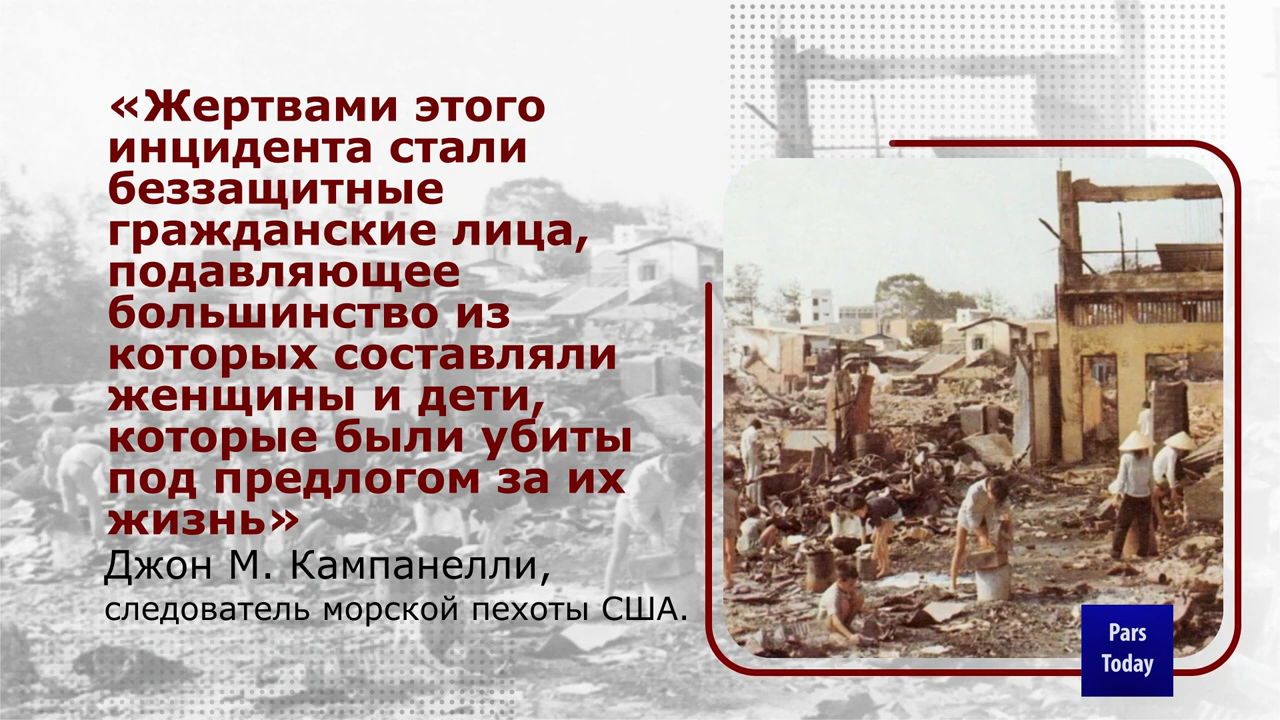 «Жертвами этого
инцидента стали
беззащитные
гражданские лица,
подавляющее
большинство из
которых составляли
женщины и дети,
которые были убиты
под предлогом за их
жизнь»
Джон М. Кампанелли,
следователь морской пехоты США.
Pars
Today